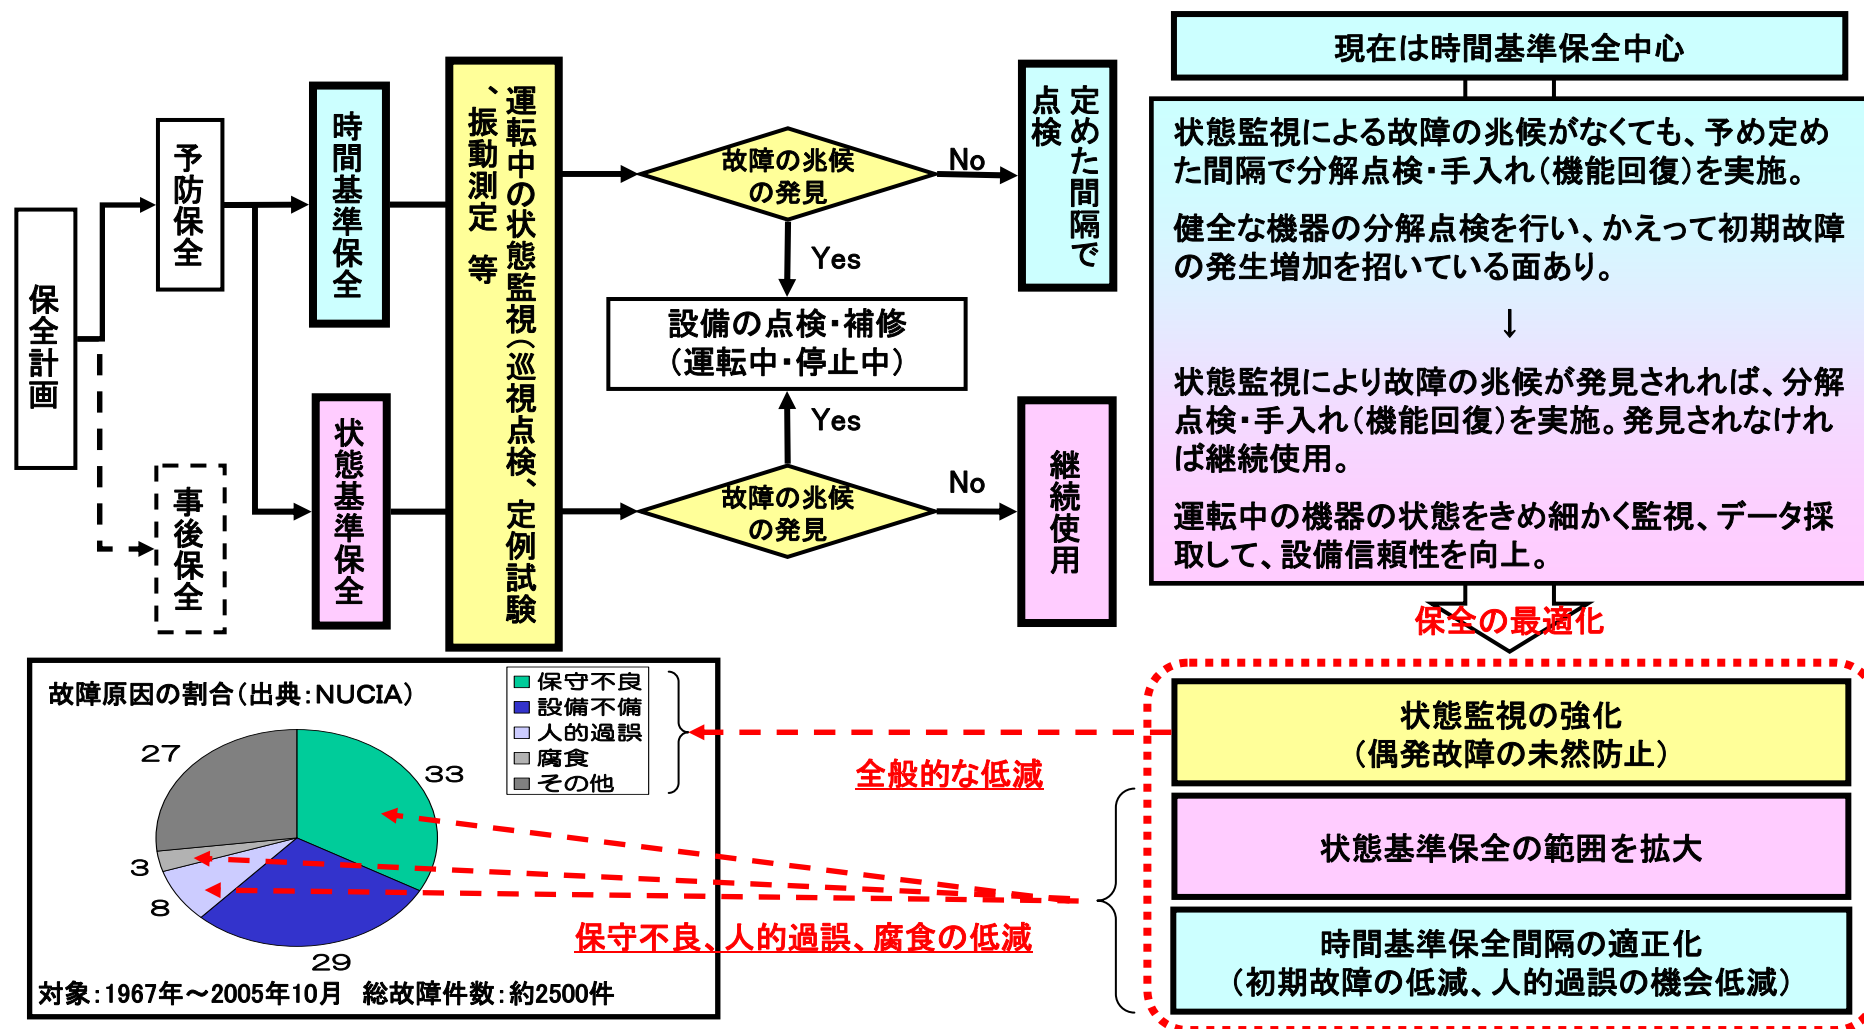 保全計画
予防保全
事後保全
時間基準保全
状態基準保全
運転中の状態監視（巡視点検、定例試験
、振動測定 等
故障の兆候
の発見
No
Yes
定めた間隔で
点検
設備の点検・補修
（運転中・停止中）
Yes
故障の兆候
の発見
No
継続使用
現在は時間基準保全中心
状態監視による故障の兆候がなくても、予め定め
た間隔で分解点検・手入れ（機能回復）を実施。
健全な機器の分解点検を行い、かえって初期故障
の発生増加を招いている面あり。
↓
状態監視により故障の兆候が発見されれば、分解
点検・手入れ（機能回復）を実施。発見されなけれ
ば継続使用。
運転中の機器の状態をきめ細かく監視、データ採
取して、設備信頼性を向上。
保全の最適化
状態監視の強化
（偶発故障の未然防止）
状態基準保全の範囲を拡大
時間基準保全間隔の適正化
（初期故障の低減、人的過誤の機会低減）
全般的な低減
保守不良、人的過誤、腐食の低減
故障原因の割合（出典：NUCIA）
保守不良
設備不備
人的過誤
腐食
その他
27
33
3
8
29
対象：1967年～2005年10月 総故障件数：約2500件